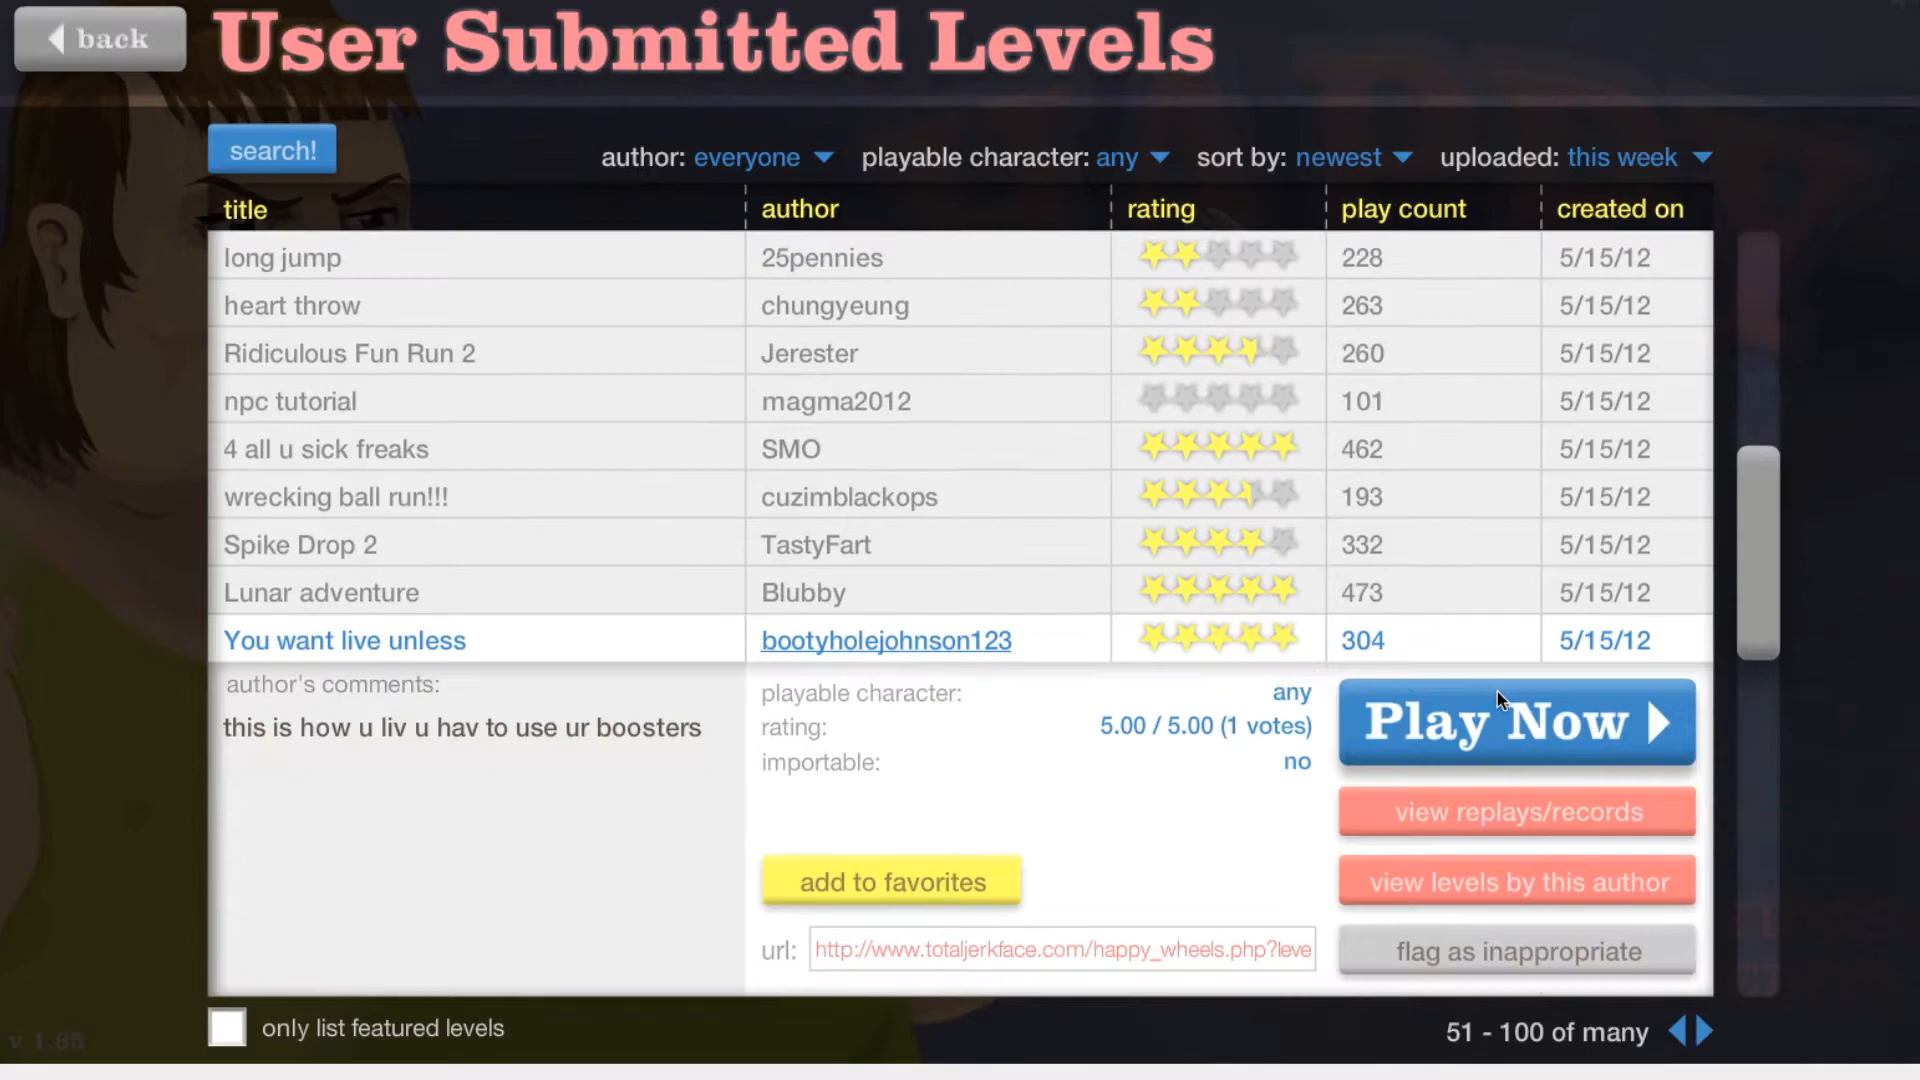 back
User Submitted Levels
search!
author: everyone playable character: any sort by: newest uploaded: this week
title author rating play count created on
long jump 25pennies 228 5/15/12
heart throw chungyeung 263 5/15/12
Ridiculous Fun Run 2 Jerester 260 5/15/12
npc tutorial magma2012 101 5/15/12
4 all u sick freaks SMO 462 5/15/12
wrecking ball run!!! cuzimblackops 193 5/15/12
Spike Drop 2 TastyFart 332 5/15/12
Lunar adventure Blubby 473 5/15/12
You want live unless bootyholejohnson123 304 5/15/12
author's comments:
this is how u liv u hav to use ur boosters
playable character: any
rating: 5.00 / 5.00 (1 votes)
importable: no
add to favorites
url: http://www.totaljerkface.com/happy_wheels.php?leve
Play Now
view replays/records
view levels by this author
flag as inappropriate
only list featured levels
51 - 100 of many